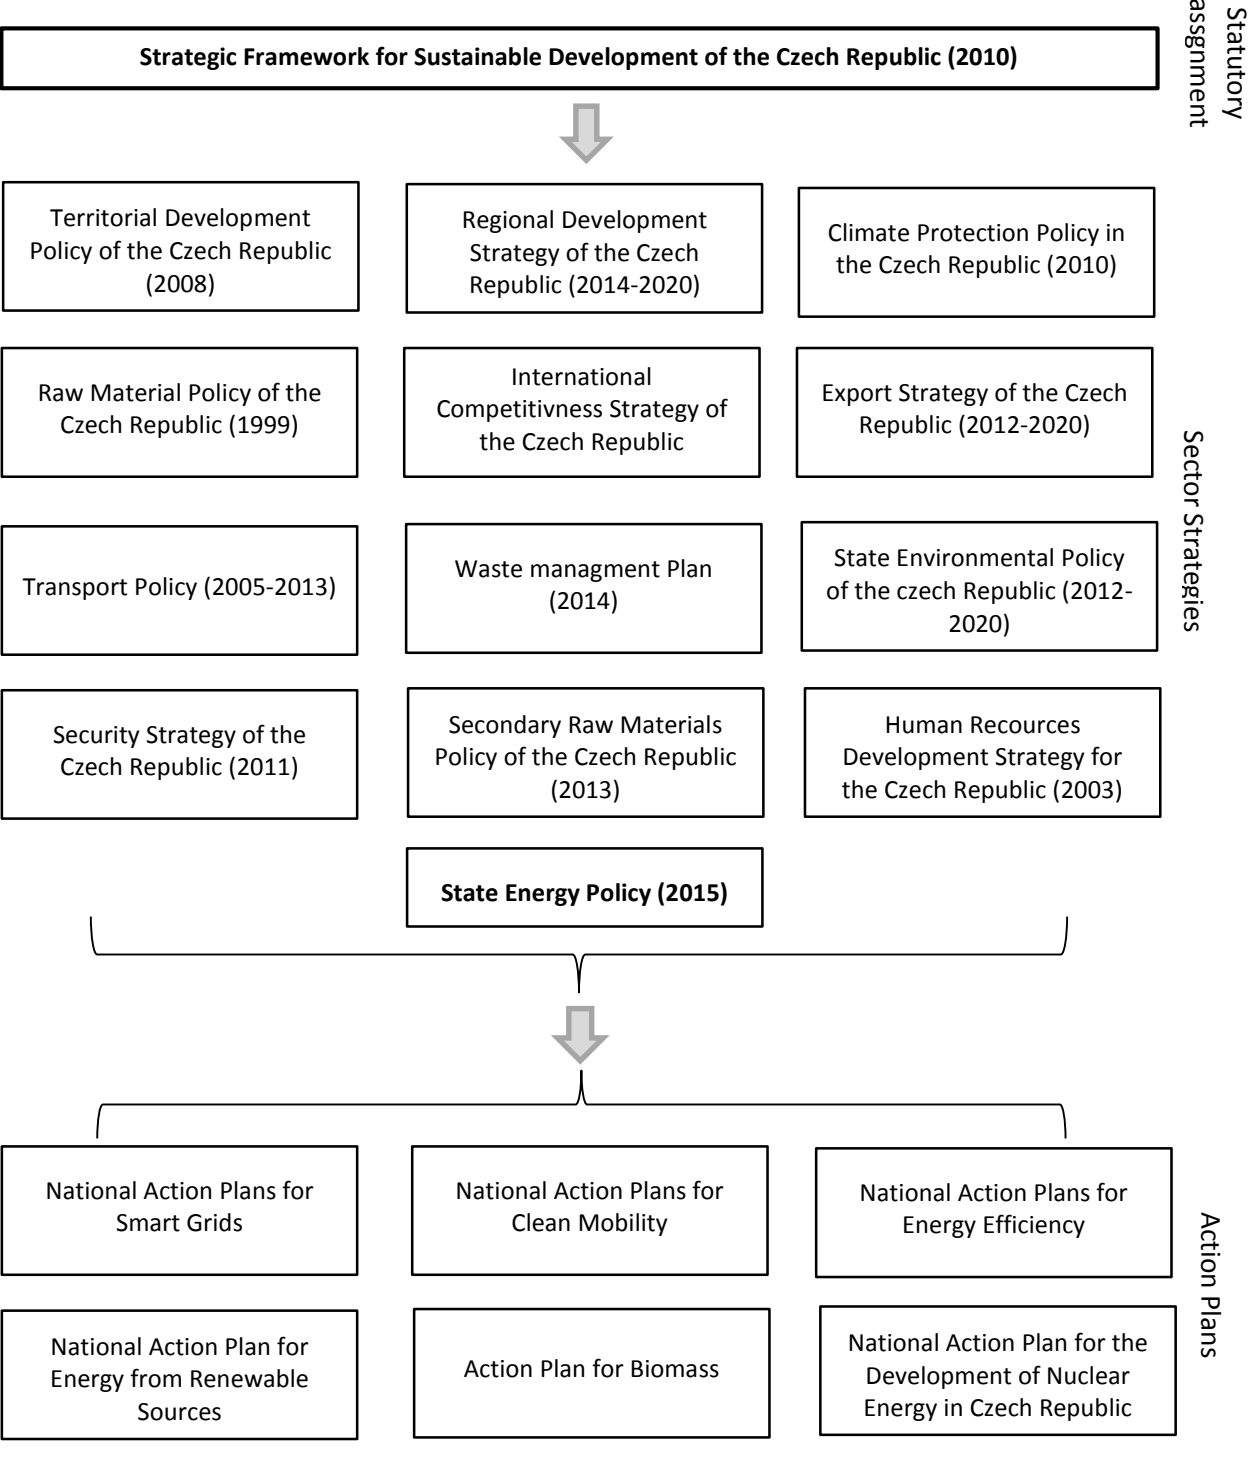 Statutory
assgnment
Strategic Framework for Sustainable Development of the Czech Republic (2010)
Territorial Development
Policy of the Czech Republic
(2008)
Regional Development
Strategy of the Czech
Republic (2014-2020)
Climate Protection Policy in
the Czech Republic (2010)
Raw Material Policy of the
Czech Republic (1999)
International
Competitivness Strategy of
the Czech Republic
Export Strategy of the Czech
Republic (2012-2020)
Sector Strategies
Transport Policy (2005-2013)
Waste managment Plan
(2014)
State Environmental Policy
of the czech Republic (2012-
2020)
Security Strategy of the
Czech Republic (2011)
Secondary Raw Materials
Policy of the Czech Republic
(2013)
Human Recources
Development Strategy for
the Czech Republic (2003)
State Energy Policy (2015)
National Action Plans for
Smart Grids
National Action Plans for
Clean Mobility
National Action Plans for
Energy Efficiency
Action Plans
National Action Plan for
Energy from Renewable
Sources
Action Plan for Biomass
National Action Plan for the
Development of Nuclear
Energy in Czech Republic